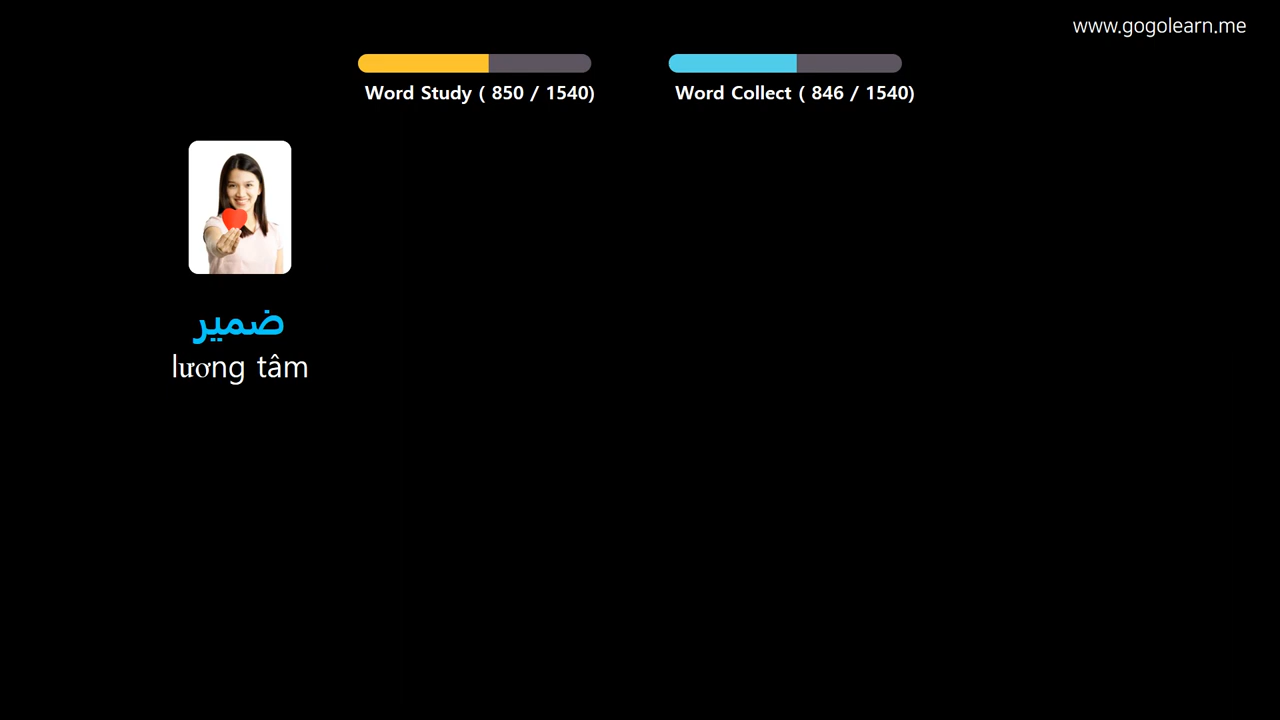 www.gogolearn.me
Word Study ( 850 / 1540)
Word Collect ( 846 / 1540)
ضمير
lương tâm